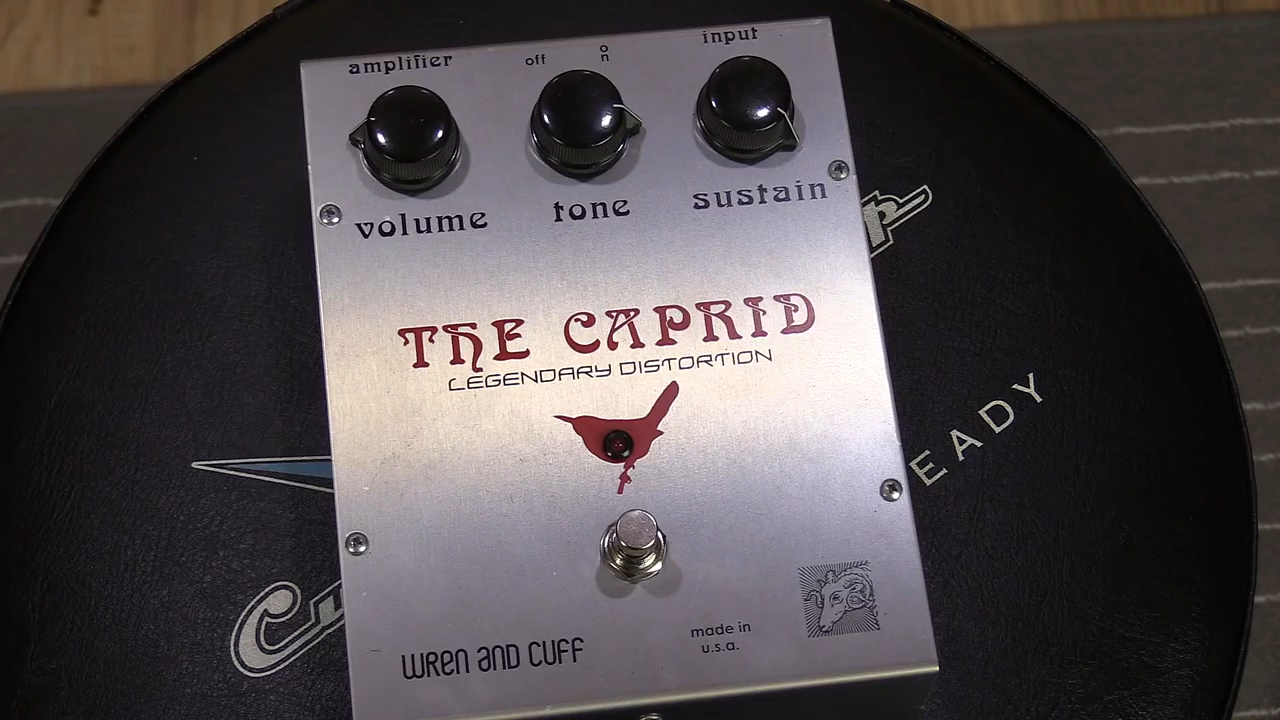 amplifier
off
on
input
volume
tone
sustain
THE CAPRID
LEGENDARY DISTORTION
EADY
WREN AND CUFF
made in
u.s.a.